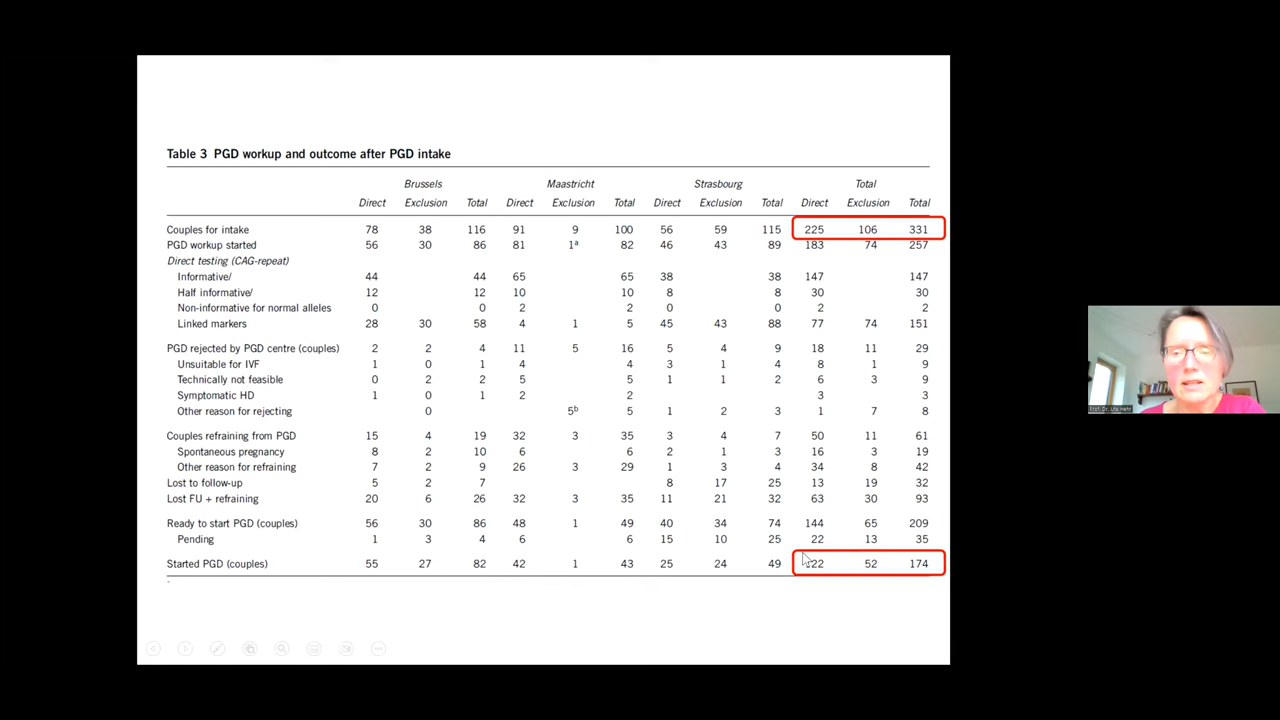 Table 3 PGD workup and outcome after PGD intake
Brussels Maastricht Strasbourg Total
Direct Exclusion Total Direct Exclusion Total Direct Exclusion Total Direct Exclusion Total
Couples for intake 78 38 116 91 9 100 56 59 115 225 106 331
PGD workup started 56 30 86 81 1a 82 46 43 89 183 74 257
Direct testing (CAG-repeat)
Informative/ 44 44 65 65 38 38 147 147
Half informative/ 12 12 10 10 8 8 30 30
Non-informative for normal alleles 0 0 2 2 0 0 2 2
Linked markers 28 30 58 4 1 5 45 43 88 77 74 151
PGD rejected by PGD centre (couples) 2 2 4 11 5 16 5 4 9 18 11 29
Unsuitable for IVF 1 0 1 4 4 3 1 4 8 1 9
Technically not feasible 0 2 2 5 5 1 1 2 6 3 9
Symptomatic HD 1 0 1 2 2 3 3
Other reason for rejecting 0 5b 5 1 2 3 1 7 8
Couples refraining from PGD 15 4 19 32 3 35 3 4 7 50 11 61
Spontaneous pregnancy 8 2 10 6 6 2 1 3 16 3 19
Other reason for refraining 7 2 9 26 3 29 1 3 4 34 8 42
Lost to follow-up 5 2 7 8 17 25 13 19 32
Lost FU + refraining 20 6 26 32 3 35 11 21 32 63 30 93
Ready to start PGD (couples) 56 30 86 48 1 49 40 34 74 144 65 209
Pending 1 3 4 6 6 15 10 25 22 13 35
Started PGD (couples) 55 27 82 42 1 43 25 24 49 122 52 174